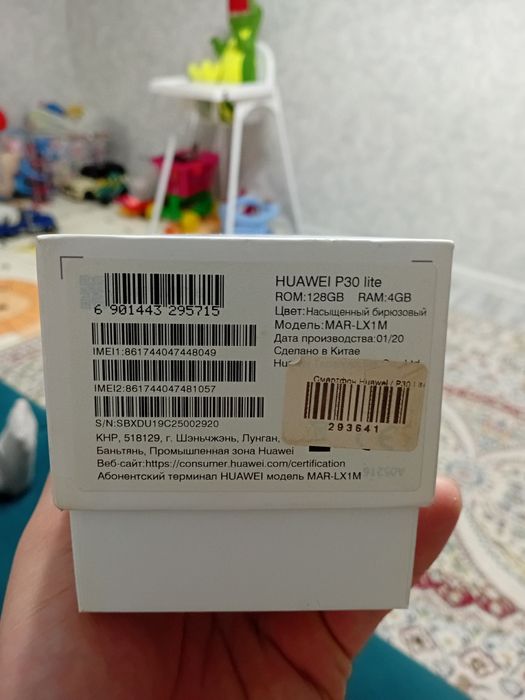 HUAWEI P30 lite
ROM:128GB RAM:4GB
Цвет:Насыщенный бирюзовый
Модель:MAR-LX1M
Дата производства:01/20
Сделано в Китае
6 901443 295715
IMEI1:861744047448049
IMEI2:861744047481057
S/N:SBXDU19C25002920
КНР, 518129, г. Шэньчжэнь, Лунган,
Баньтянь, Промышленная зона Huawei
Веб-сайт:https://consumer.huawei.com/certification
Абонентский терминал HUAWEI модель MAR-LX1M
Смартфон Huawei / P30 Lite
293641